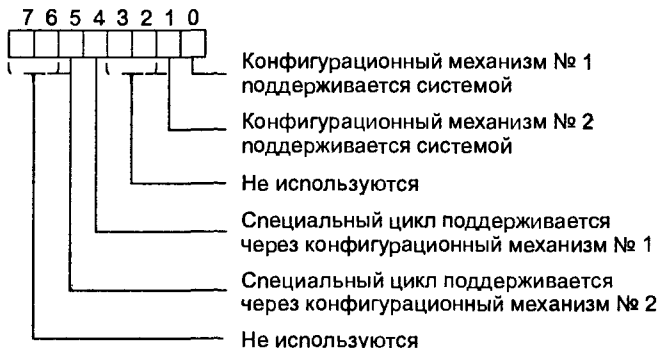 7 6 5 4 3 2 1 0
Конфигурационный механизм № 1
поддерживается системой
Конфигурационный механизм № 2
поддерживается системой
Не используются
Специальный цикл поддерживается
через конфигурационный механизм № 1
Специальный цикл поддерживается
через конфигурационный механизм № 2
Не используются